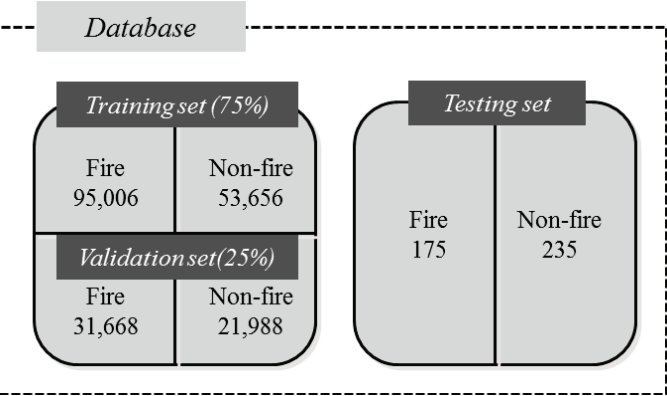 Database
Training set (75%)
Fire
95,006
Non-fire
53,656
Validation set(25%)
Fire
31,668
Non-fire
21,988
Testing set
Fire
175
Non-fire
235